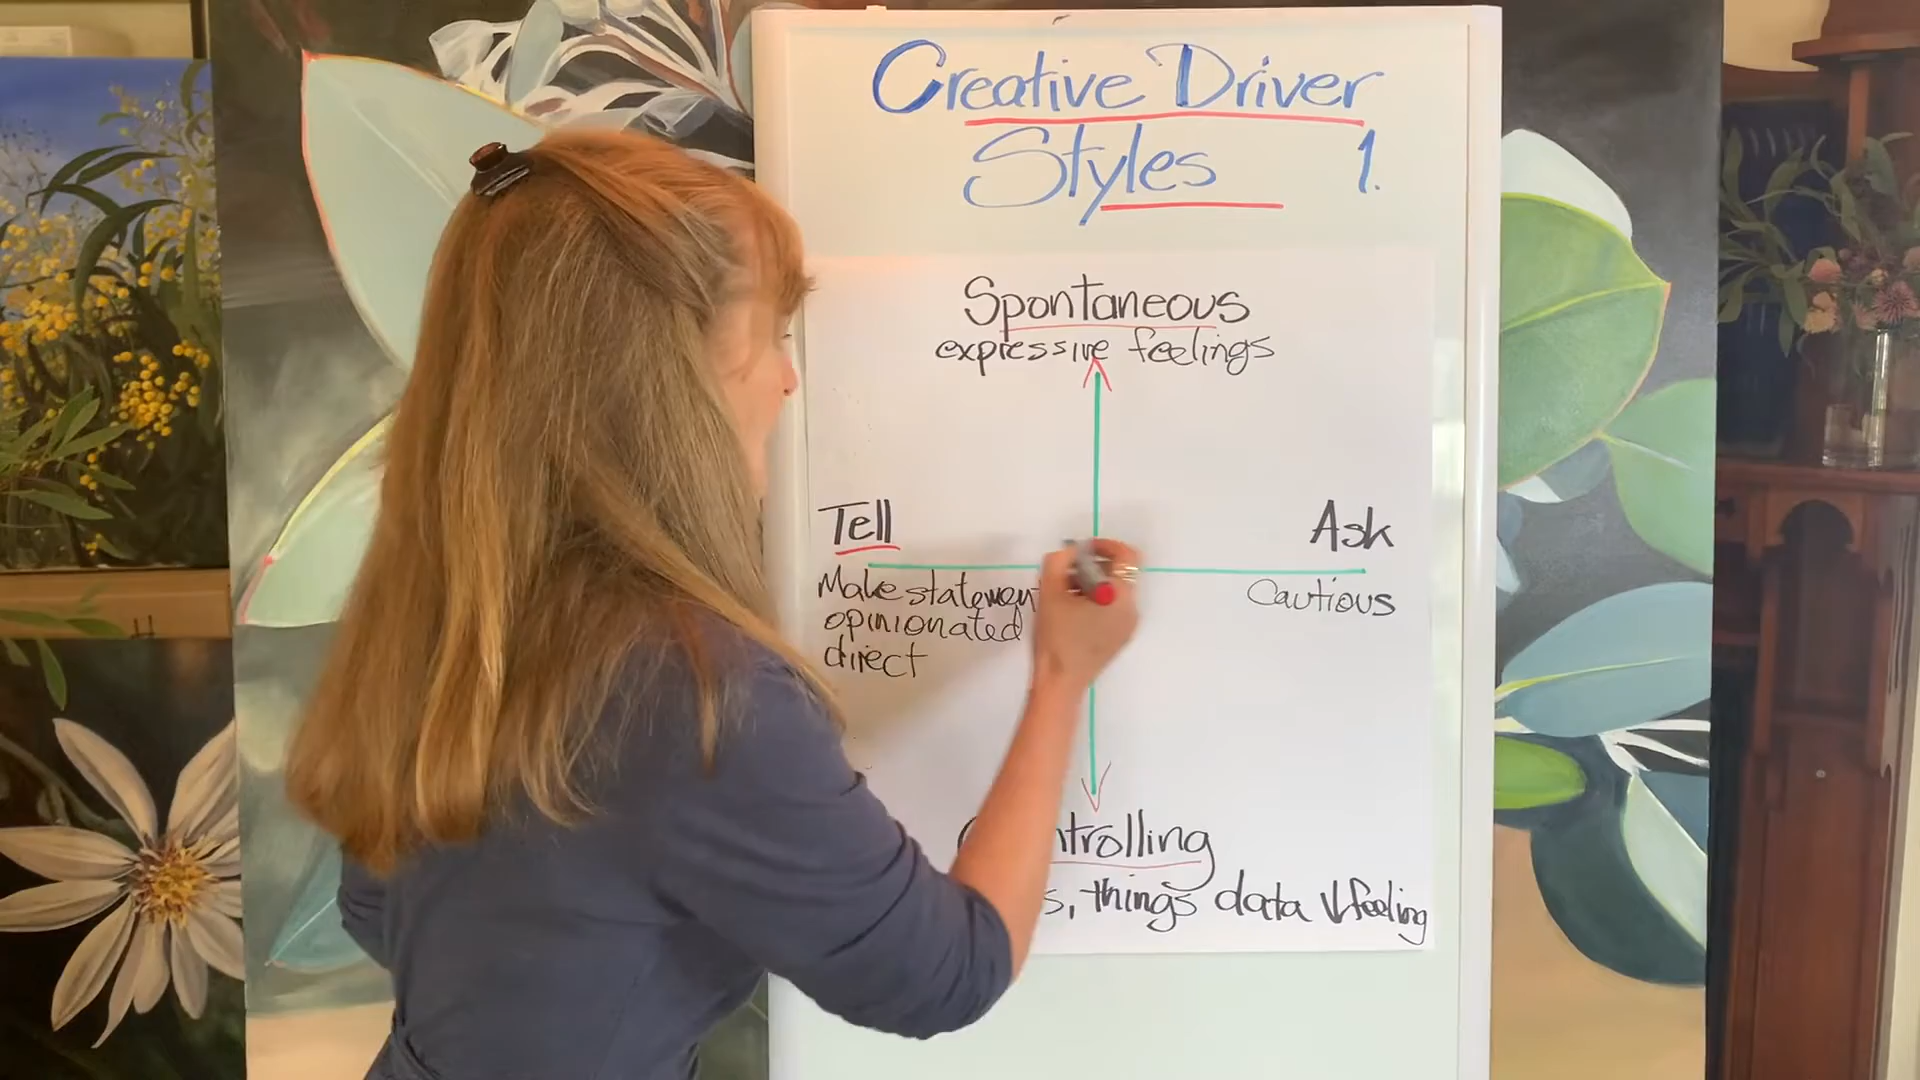 Creative Driver
Styles 1.
Spontaneous
expressive feelings
Tell
Ask
Make statemen
opinionated
direct
Cautious
ntrolling
s, things data ↓feeling